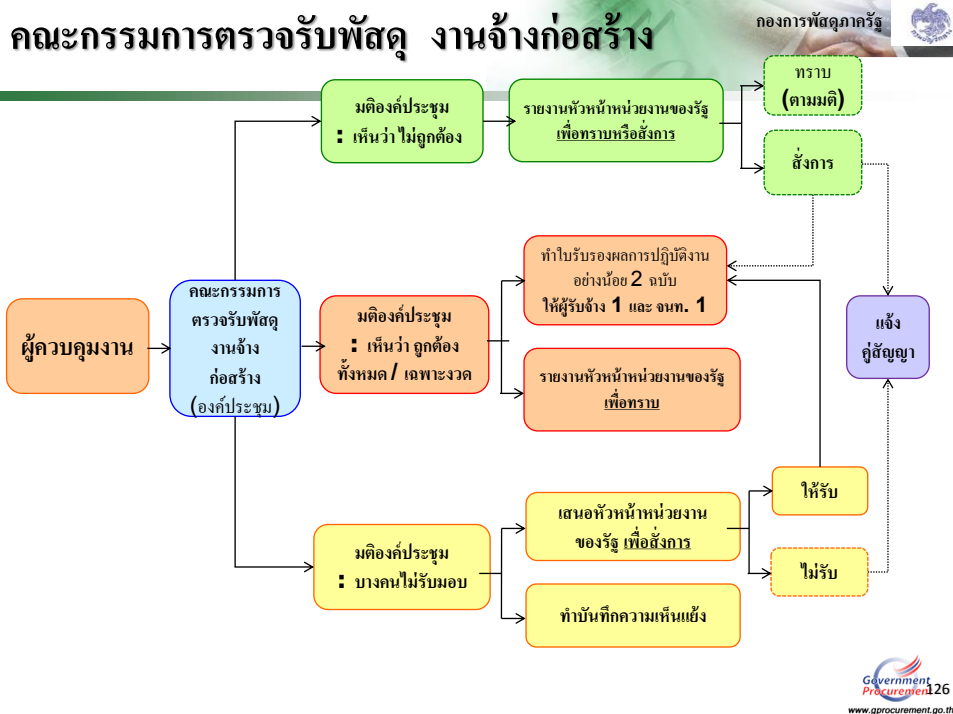 คณะกรรมการตรวจรับพัสดุ งานจ้างก่อสร้าง
กองการพัสดุภาครัฐ
มติองค์ประชุม
: เห็นว่า ไม่ถูกต้อง
รายงานหัวหน้าหน่วยงานของรัฐ
เพื่อทราบหรือสั่งการ
ทราบ
(ตามมติ)
สั่งการ
ผู้ควบคุมงาน
คณะกรรมการ
ตรวจรับพัสดุ
งานจ้าง
ก่อสร้าง
(องค์ประชุม)
มติองค์ประชุม
: เห็นว่า ถูกต้อง
ทั้งหมด / เฉพาะงวด
ทำใบรับรองผลการปฏิบัติงาน
อย่างน้อย 2 ฉบับ
ให้ผู้รับจ้าง 1 และ จนท. 1
รายงานหัวหน้าหน่วยงานของรัฐ
เพื่อทราบ
แจ้ง
คู่สัญญา
มติองค์ประชุม
: บางคนไม่รับมอบ
เสนอหัวหน้าหน่วยงาน
ของรัฐ เพื่อสั่งการ
ทำบันทึกความเห็นแย้ง
ให้รับ
ไม่รับ
Government
Procuremen
126
www.gprocurement.go.th